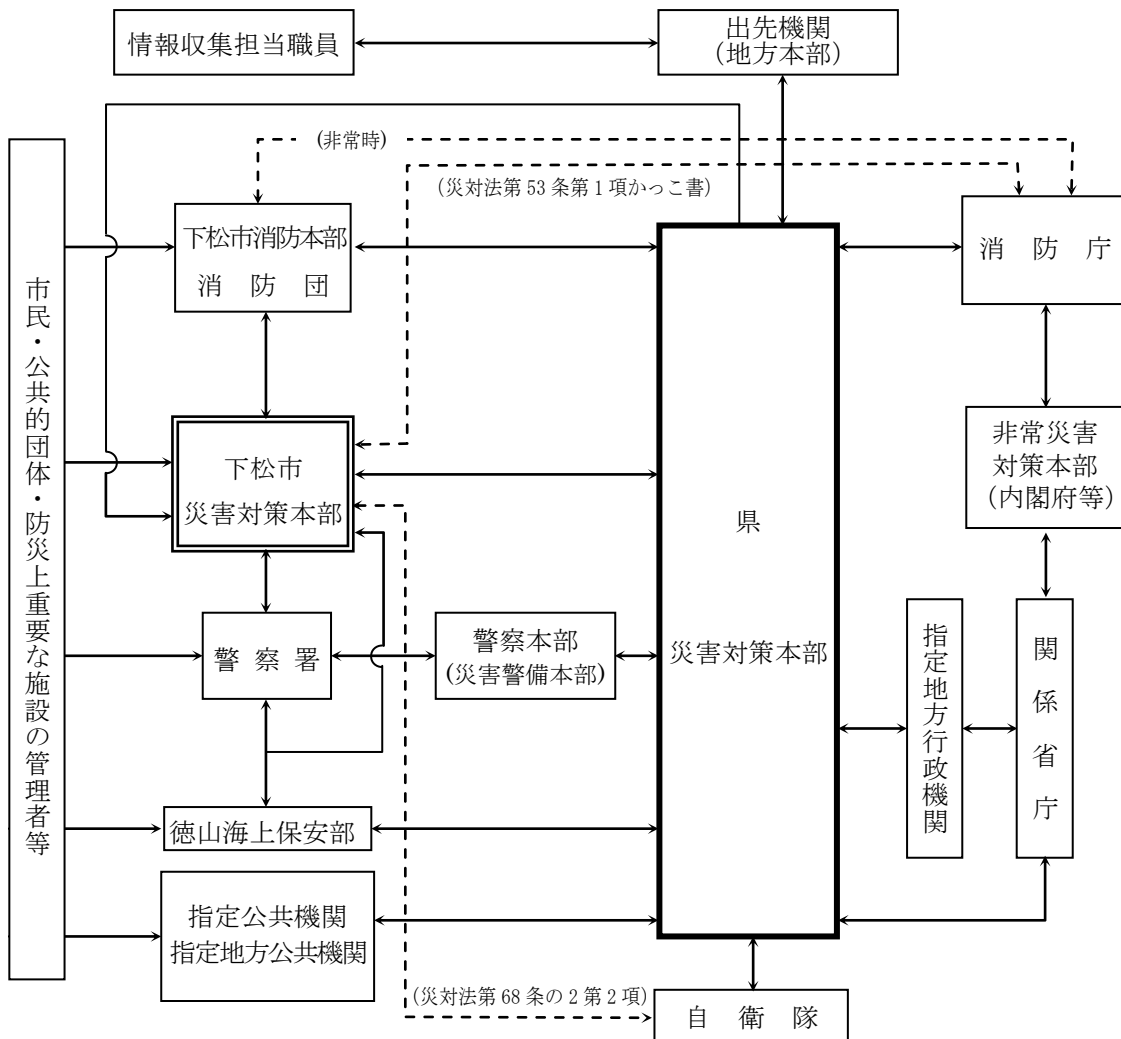 情報収集担当職員
出先機関
(地方本部)
(非常時)
(災対法第 53 条第 1 項かっこ書)
下松市消防本部
消 防 団
消 防 庁
市民・公共的団体・防災上重要な施設の管理者等
下松市
災害対策本部
県
災害対策本部
非常災害
対策本部
(内閣府等)
警 察 署
警察本部
(災害警備本部)
指定地方行政機関
関係省庁
徳山海上保安部
指定公共機関
指定地方公共機関
(災対法第 68 条の 2 第 2 項)
自 衛 隊